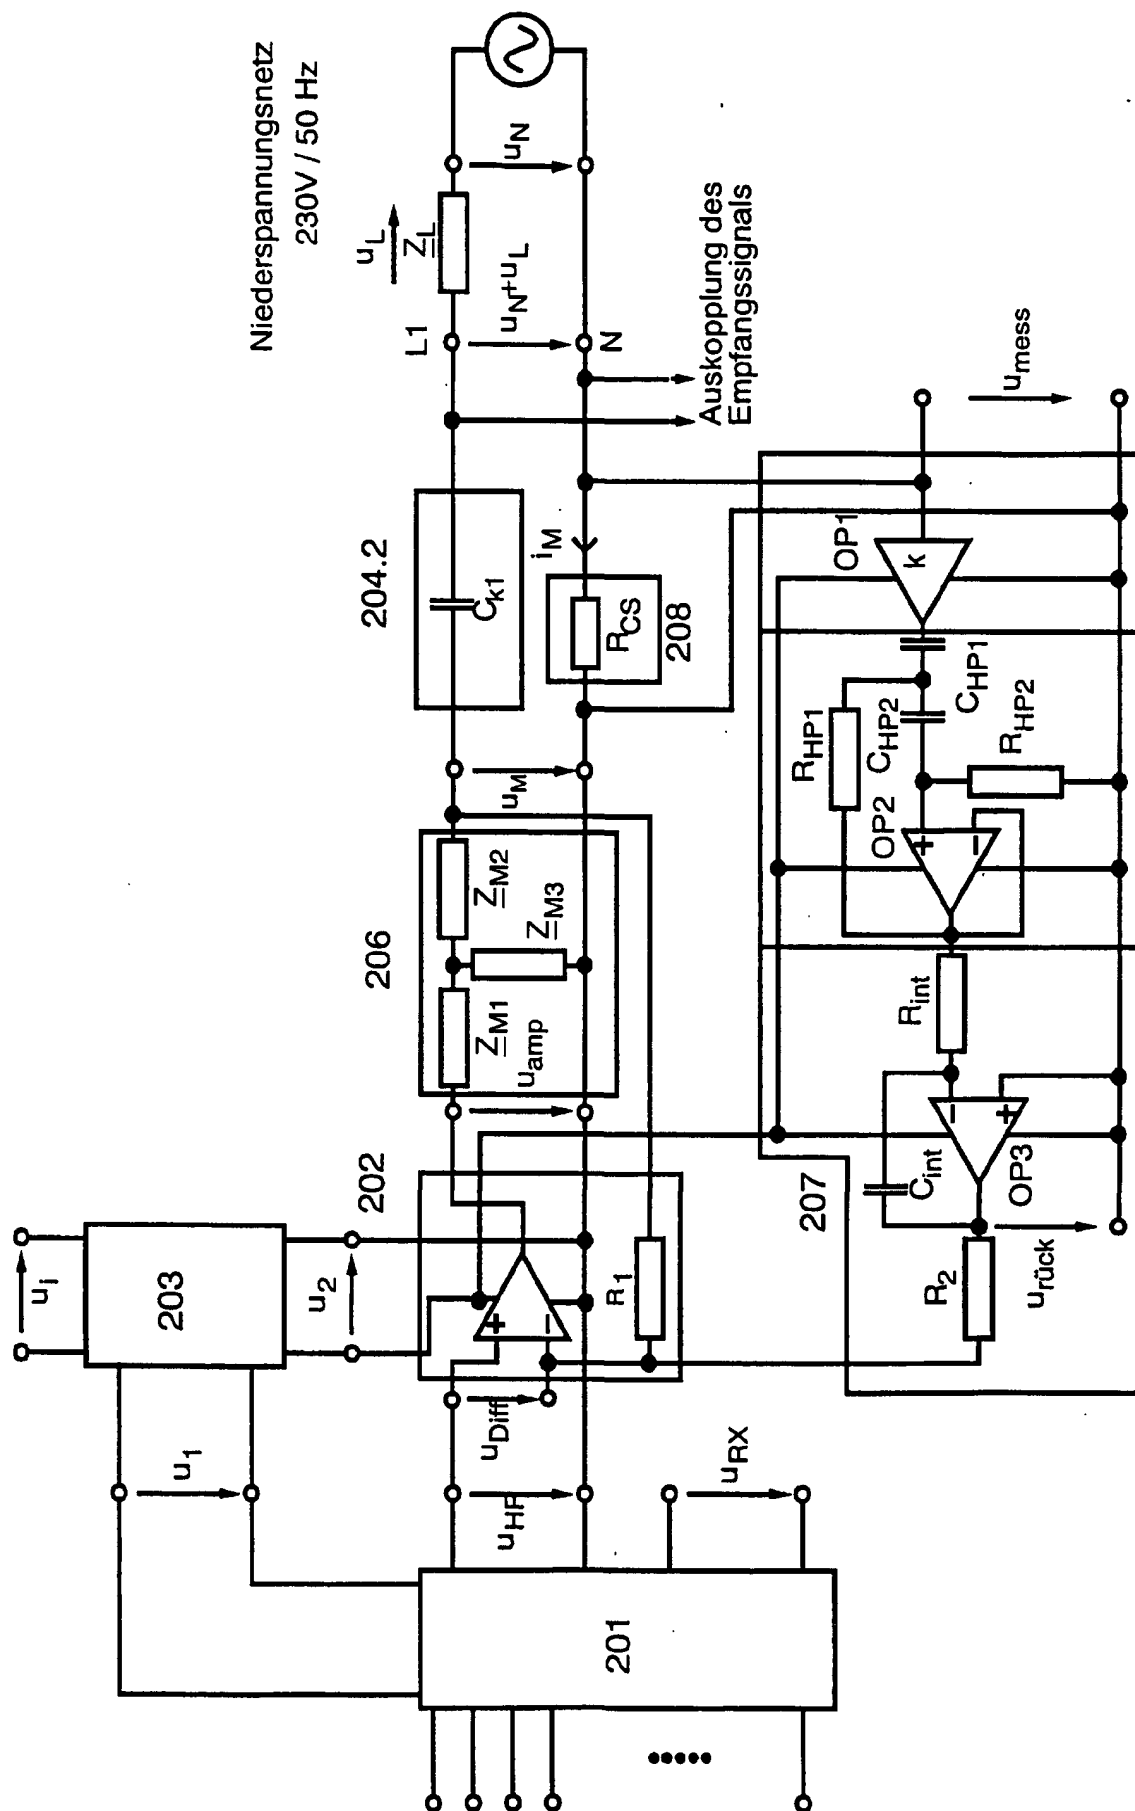 Niederspannungsnetz
230V / 50 Hz
u_i
203
u_1
u_2
202
206
204.2
u_L
Z_L
u_N
L1
u_N+u_L
N
C_k1
i_M
R_CS
208
u_M
Z_M1
Z_M2
Z_M3
u_amp
+
−
R_1
u_Diff
u_HF
u_RX
201
Auskopplung des
Empfangssignals
u_mess
OP1
k
C_HP1
C_HP2
R_HP1
R_HP2
OP2
+
−
R_int
C_int
−
+
OP3
207
R_2
u_rück